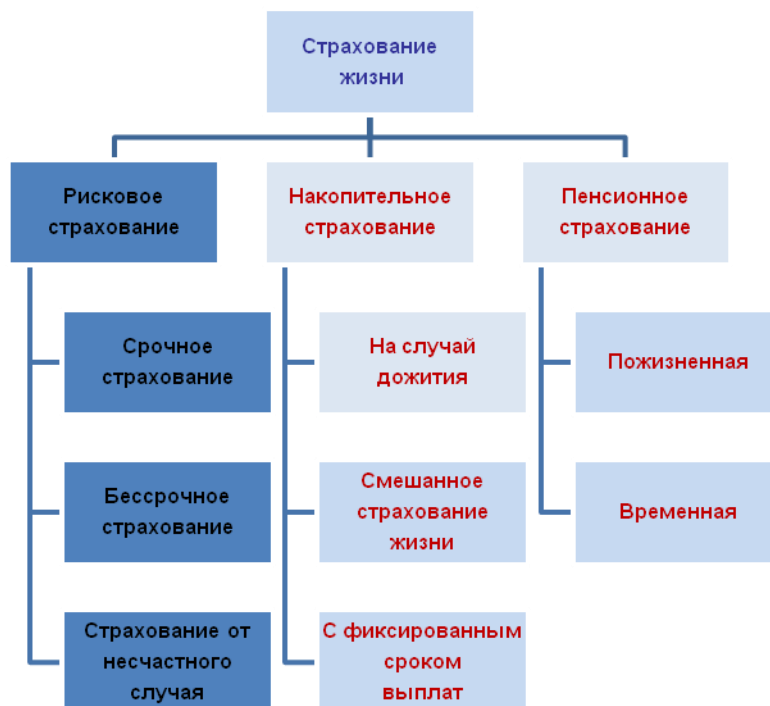 Страхование
жизни
Рисковое
страхование
Накопительное
страхование
Пенсионное
страхование
Срочное
страхование
На случай
дожития
Пожизненная
Бессрочное
страхование
Смешанное
страхование
жизни
Временная
Страхование от
несчастного
случая
С фиксированным
сроком
выплат